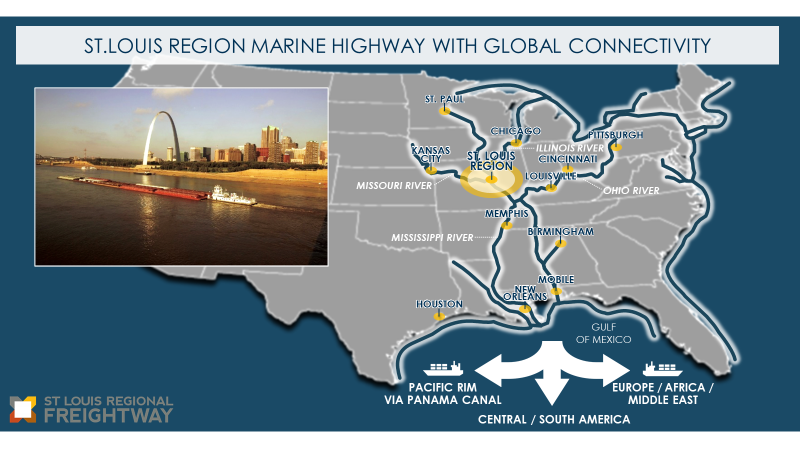 ST.LOUIS REGION MARINE HIGHWAY WITH GLOBAL CONNECTIVITY
ST. PAUL
CHICAGO
PITTSBURGH
ILLINOIS RIVER
KANSAS
CITY
ST. LOUIS
REGION
CINCINNATI
LOUISVILLE
MISSOURI RIVER
OHIO RIVER
MEMPHIS
MISSISSIPPI RIVER
BIRMINGHAM
MOBILE
NEW
ORLEANS
HOUSTON
GULF
OF MEXICO
PACIFIC RIM
VIA PANAMA CANAL
EUROPE / AFRICA /
MIDDLE EAST
CENTRAL / SOUTH AMERICA
ST LOUIS REGIONAL
FREIGHTWAY